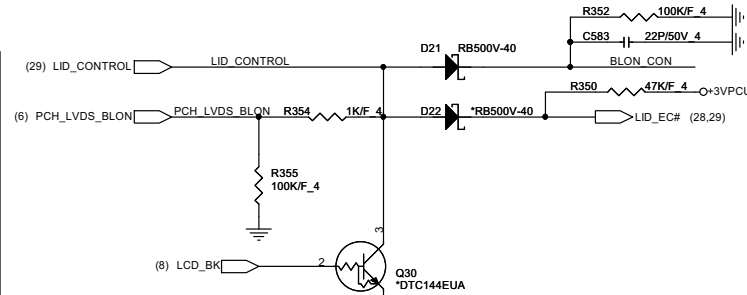 R352 100K/F_4
C583 22P/50V_4
D21 RB500V-40
(29) LID_CONTROL LID_CONTROL BLON_CON
R350 47K/F_4 +3VPCU
(6) PCH_LVDS_BLON PCH_LVDS_BLON R354 1K/F_4 D22 *RB500V-40 LID_EC# (28,29)
R355
100K/F_4
3
(8) LCD_BK 2
Q30
*DTC144EUA